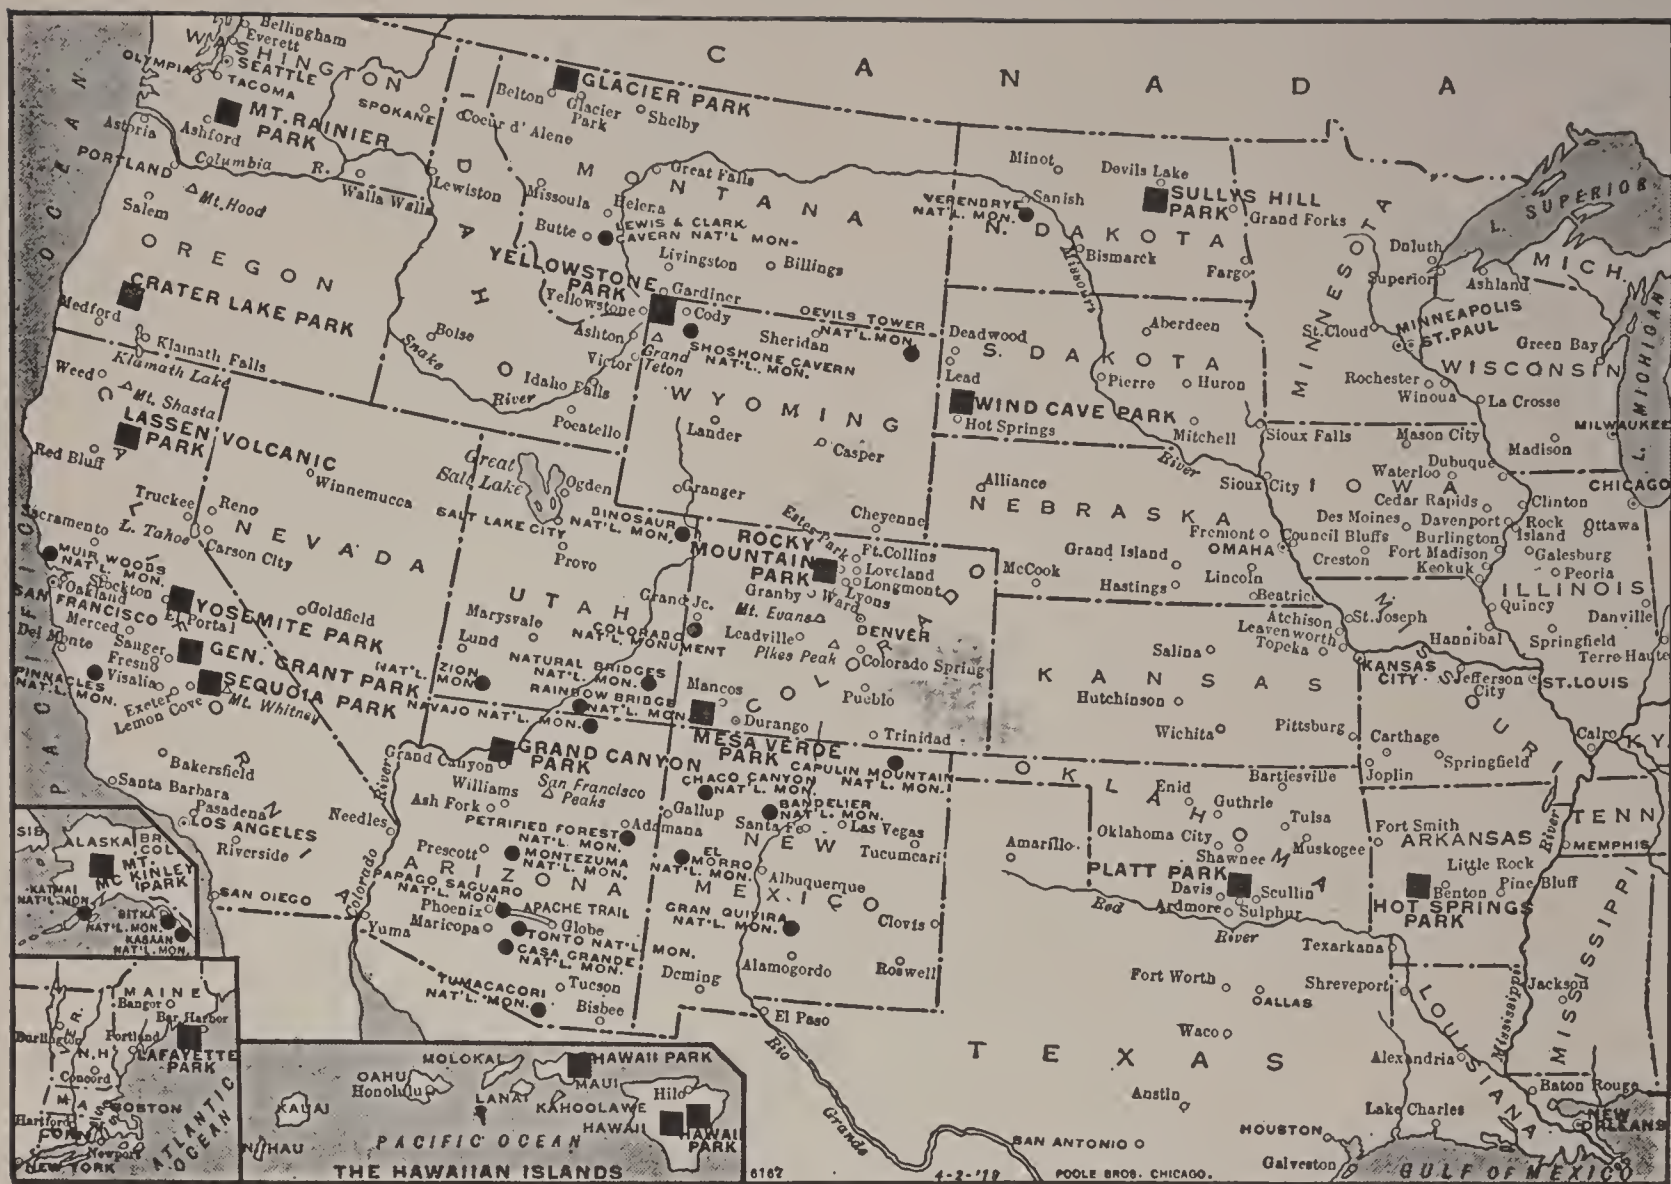 CANADA
PACIFIC OCEAN
WASHINGTON
Bellingham
Everett
SEATTLE
OLYMPIA
TACOMA
SPOKANE
Astoria
Ashford
MT. RAINIER
PARK
PORTLAND
Columbia R.
Walla Walla
Mt. Hood
Salem
OREGON
CRATER LAKE PARK
Medford
Klamath Falls
Klamath Lake
IDAHO
Coeur d' Alene
Lewiston
Boise
Snake
River
Idaho Falls
Pocatello
Ashton
Victor
MONTANA
GLACIER PARK
Belton
Glacier
Park
Shelby
Great Falls
Missoula
Helena
Butte
LEWIS & CLARK
CAVERN NAT'L MON-
Livingston
Billings
YELLOWSTONE
PARK
Gardiner
Yellowstone
Cody
SHOSHONE CAVERN
NAT'L. MON.
Grand
Teton
Sheridan
DEVILS TOWER
NAT'L. MON.
WYOMING
Lander
Casper
Granger
Cheyenne
N. DAKOTA
Minot
Devils Lake
Sanish
VERENDRYE
NAT'L. MON.
SULLYS HILL
PARK
Grand Forks
Bismarck
Fargo
Missouri
S. DAKOTA
Deadwood
Aberdeen
Lead
Pierre
Huron
WIND CAVE PARK
Hot Springs
Mitchell
River
MINNESOTA
Duluth
Superior
St. Cloud
MINNEAPOLIS
ST. PAUL
Rochester
Winona
L. SUPERIOR
MICH.
Ashland
L. MICHIGAN
WISCONSIN
Green Bay
La Crosse
MILWAUKEE
Madison
Sioux Falls
Mason City
Dubuque
Waterloo
IOWA
Sioux City
Cedar Rapids
Clinton
Des Moines
Davenport
Rock
Island
Burlington
Council Bluffs
Fort Madison
Creston
Keokuk
CHICAGO
Ottawa
Galesburg
Peoria
ILLINOIS
Quincy
Danville
Springfield
Terre Haute
NEBRASKA
Alliance
Fremont
OMAHA
Grand Island
Lincoln
McCook
Hastings
Beatrice
KANSAS
Atchison
Leavenworth
Topeka
Salina
Hutchinson
Wichita
Pittsburg
MISSOURI
St. Joseph
Hannibal
KANSAS
CITY
Jefferson
City
ST. LOUIS
Carthage
Joplin
Springfield
Cairo
KY.
Weed
Mt. Shasta
LASSEN VOLCANIC
PARK
Red Bluff
CALIFORNIA
Truckee
Sacramento
L. Tahoe
MUIR WOODS
NAT'L. MON.
Stockton
Oakland
SAN FRANCISCO
El Portal
YOSEMITE PARK
Merced
Del Monte
Sanger
Fresno
GEN. GRANT PARK
Visalia
SEQUOIA PARK
Exeter
Lemon Cove
Mt. Whitney
PINNACLES
NAT'L. MON.
Bakersfield
Santa Barbara
Pasadena
LOS ANGELES
Riverside
Needles
SAN DIEGO
NEVADA
Winnemucca
Reno
Carson City
Goldfield
UTAH
Great
Salt Lake
Ogden
SALT LAKE CITY
Provo
DINOSAUR
NAT'L. MON.
Marysvale
Lund
ZION
NAT'L.
MON.
NATURAL BRIDGES
NAT'L. MON.
RAINBOW BRIDGE
NAT'L. MON.
NAVAJO NAT'L. MON.
COLORADO
ROCKY
MOUNTAIN
PARK
Estes Park
Ft. Collins
Loveland
Longmont
Lyons
Granby
Ward
Mt. Evans
DENVER
Grand Jc.
COLORADO
NAT'L. MONUMENT
Leadville
Pikes Peak
Colorado Springs
Pueblo
Mancos
Durango
Trinidad
MESA VERDE
PARK
ARIZONA
GRAND CANYON
PARK
Grand Canyon
Williams
Ash Fork
San Francisco
Peaks
PETRIFIED FOREST
NAT'L. MON.
Adamana
Prescott
MONTEZUMA
NAT'L. MON.
PAPAGO SAGUARO
NAT'L. MON.
Phoenix
APACHE TRAIL
Globe
Maricopa
TONTO NAT'L. MON.
CASA GRANDE
NAT'L. MON.
Colorado
River
Yuma
TUMACACORI
NAT'L. MON.
Tucson
Bisbee
NEW MEXICO
CAPULIN MOUNTAIN
NAT'L. MON.
CHACO CANYON
NAT'L. MON.
BANDELIER
NAT'L. MON.
Gallup
Santa Fe
Las Vegas
Tucumcari
EL
MORRO
NAT'L. MON.
Albuquerque
GRAN QUIVIRA
NAT'L. MON.
Clovis
Alamogordo
Roswell
Deming
El Paso
Rio
Grande
OKLAHOMA
Enid
Bartlesville
Guthrie
Tulsa
Oklahoma City
Muskogee
Shawnee
PLATT PARK
Davis
Scullin
Ardmore
Sulphur
Red
River
ARKANSAS
Fort Smith
Little Rock
Benton
Pine Bluff
HOT SPRINGS
PARK
TENN
MEMPHIS
River
TEXAS
Amarillo
Texarkana
Fort Worth
DALLAS
Waco
Austin
SAN ANTONIO
HOUSTON
Galveston
LOUISIANA
Shreveport
Alexandria
Lake Charles
Baton Rouge
NEW
ORLEANS
MISSISSIPPI
Mississippi
Jackson
GULF OF MEXICO
SIB
ALASKA
BR.
COL.
MT.
MC KINLEY
PARK
KATMAI
NAT'L. MON.
SITKA
NAT'L. MON.
KASAAN
NAT'L. MON.
MAINE
Bangor
Bar Harbor
VER.
Burlington
Portland
N.H.
LAFAYETTE
PARK
Concord
MASS
BOSTON
Hartford
CONN
Newport
NEW YORK
ATLANTIC
OCEAN
MOLOKAI
HAWAII PARK
OAHU
Honolulu
MAUI
LANAI
KAUAI
KAHOOLAWE
Hilo
HAWAII
HAWAII
PARK
NIIHAU
PACIFIC OCEAN
THE HAWAIIAN ISLANDS
6167
4-2-'19
POOLE BROS. CHICAGO.